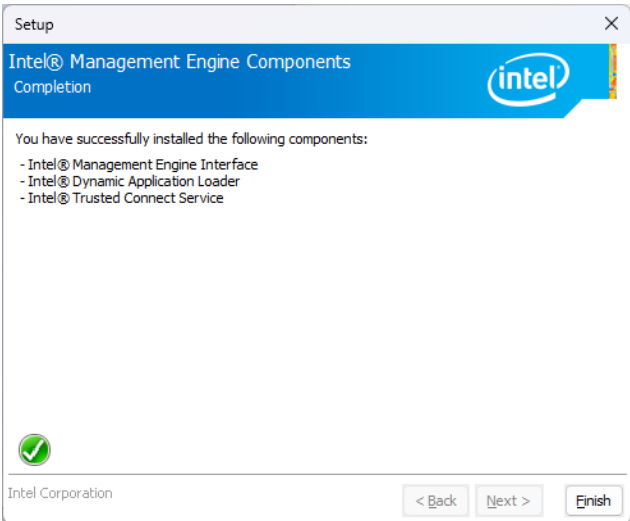 Setup
Intel® Management Engine Components
Completion
intel
You have successfully installed the following components:
- Intel® Management Engine Interface
- Intel® Dynamic Application Loader
- Intel® Trusted Connect Service
Intel Corporation
< Back Next > Finish